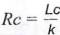 Rc = Lc
k